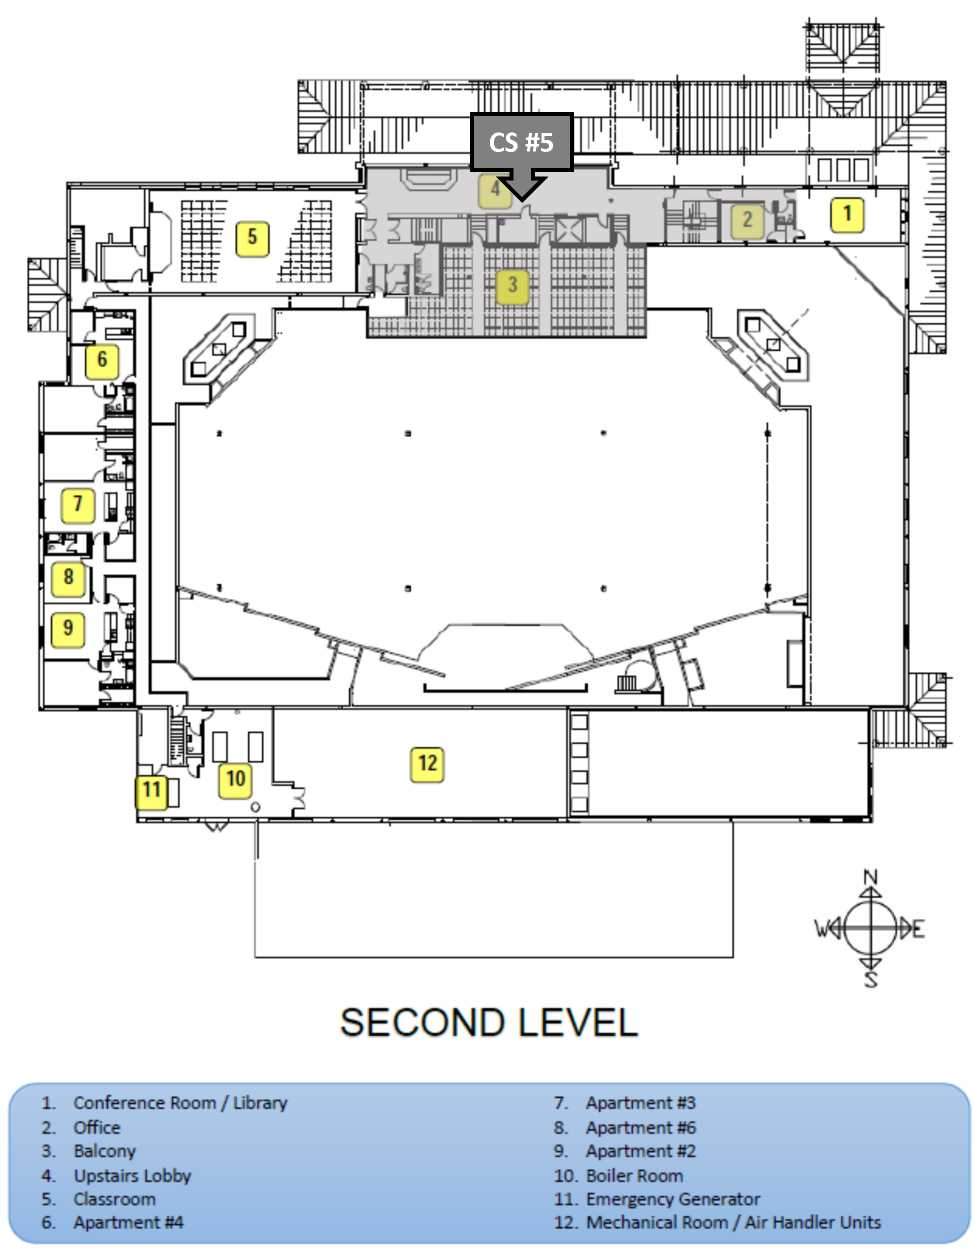 CS #5
4
5
2
1
3
6
7
8
9
12
10
11
N
W E
S
SECOND LEVEL
1. Conference Room / Library
2. Office
3. Balcony
4. Upstairs Lobby
5. Classroom
6. Apartment #4
7. Apartment #3
8. Apartment #6
9. Apartment #2
10. Boiler Room
11. Emergency Generator
12. Mechanical Room / Air Handler Units